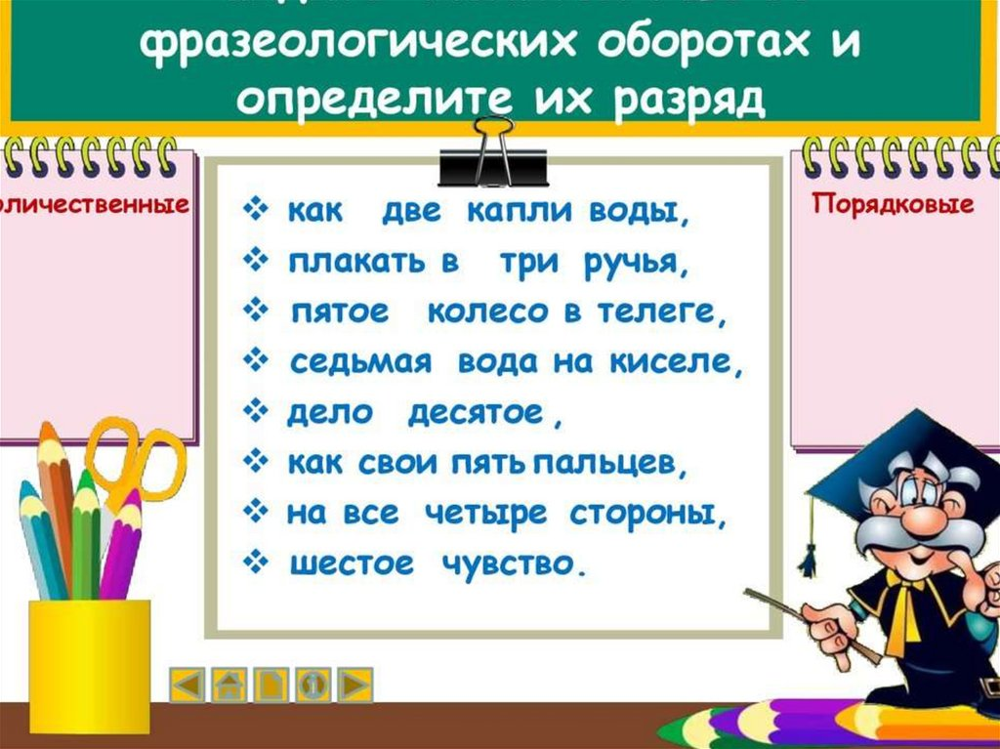 фразеологических оборотах и
определите их разряд
оличественные
Порядковые
как две капли воды,
плакать в три ручья,
пятое колесо в телеге,
седьмая вода на киселе,
дело десятое ,
как свои пять пальцев,
на все четыре стороны,
шестое чувство.